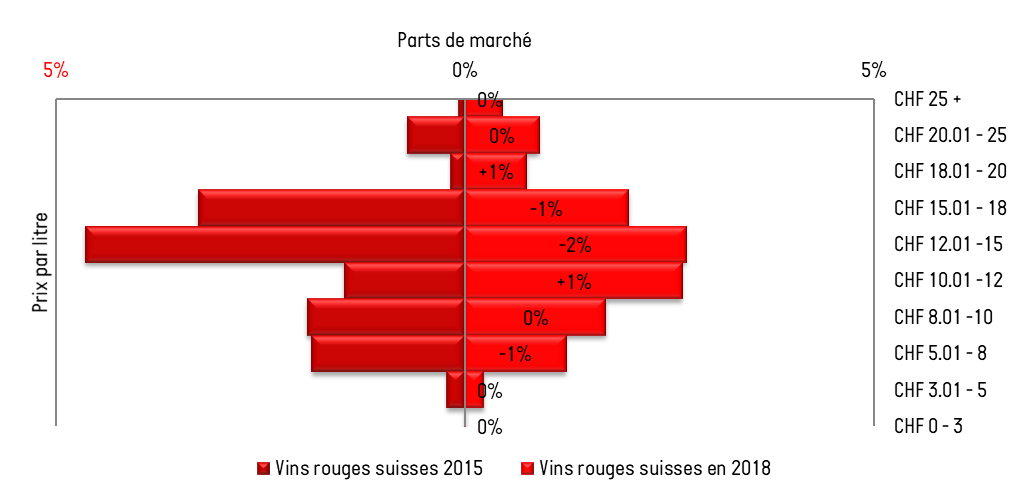 Parts de marché
5% 0% 5%
0% CHF 25 +
0% CHF 20.01 - 25
+1% CHF 18.01 - 20
-1% CHF 15.01 - 18
-2% CHF 12.01 -15
+1% CHF 10.01 -12
0% CHF 8.01 -10
-1% CHF 5.01 - 8
0% CHF 3.01 - 5
0% CHF 0 - 3
Prix par litre
Vins rouges suisses 2015 Vins rouges suisses en 2018